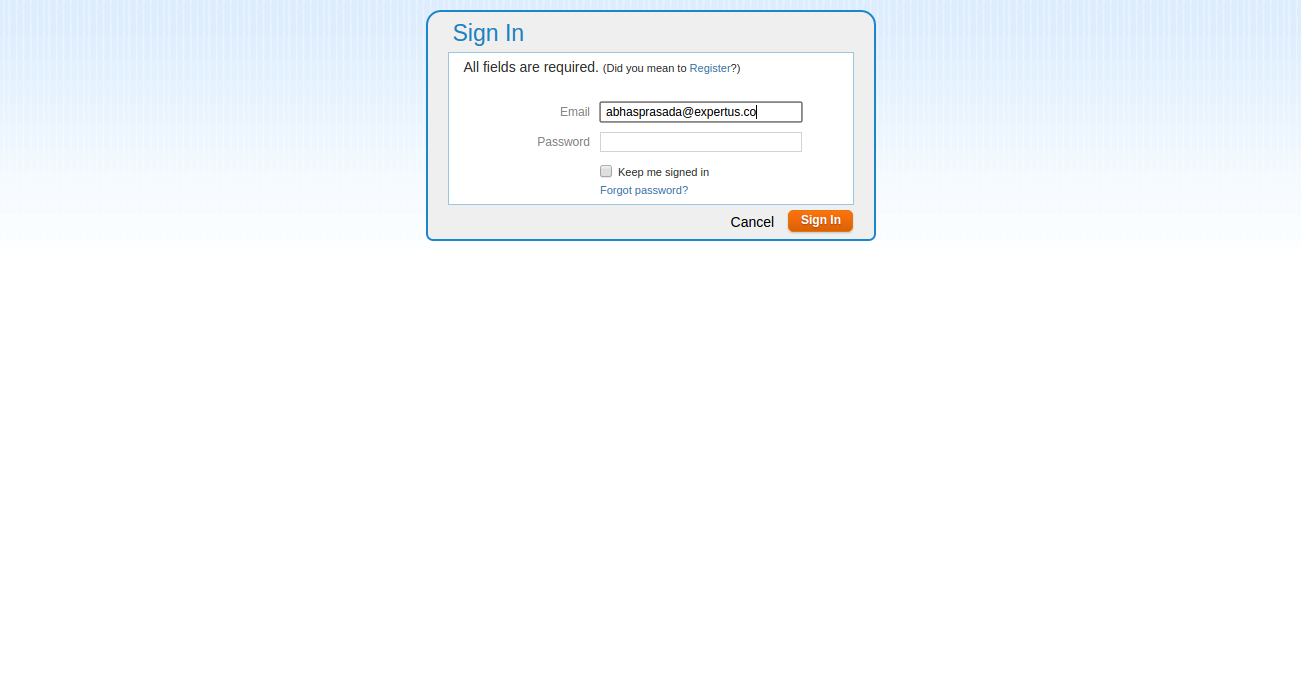 Sign In
All fields are required. (Did you mean to Register?)
Email abhasprasada@expertus.co
Password
Keep me signed in
Forgot password?
Cancel Sign In